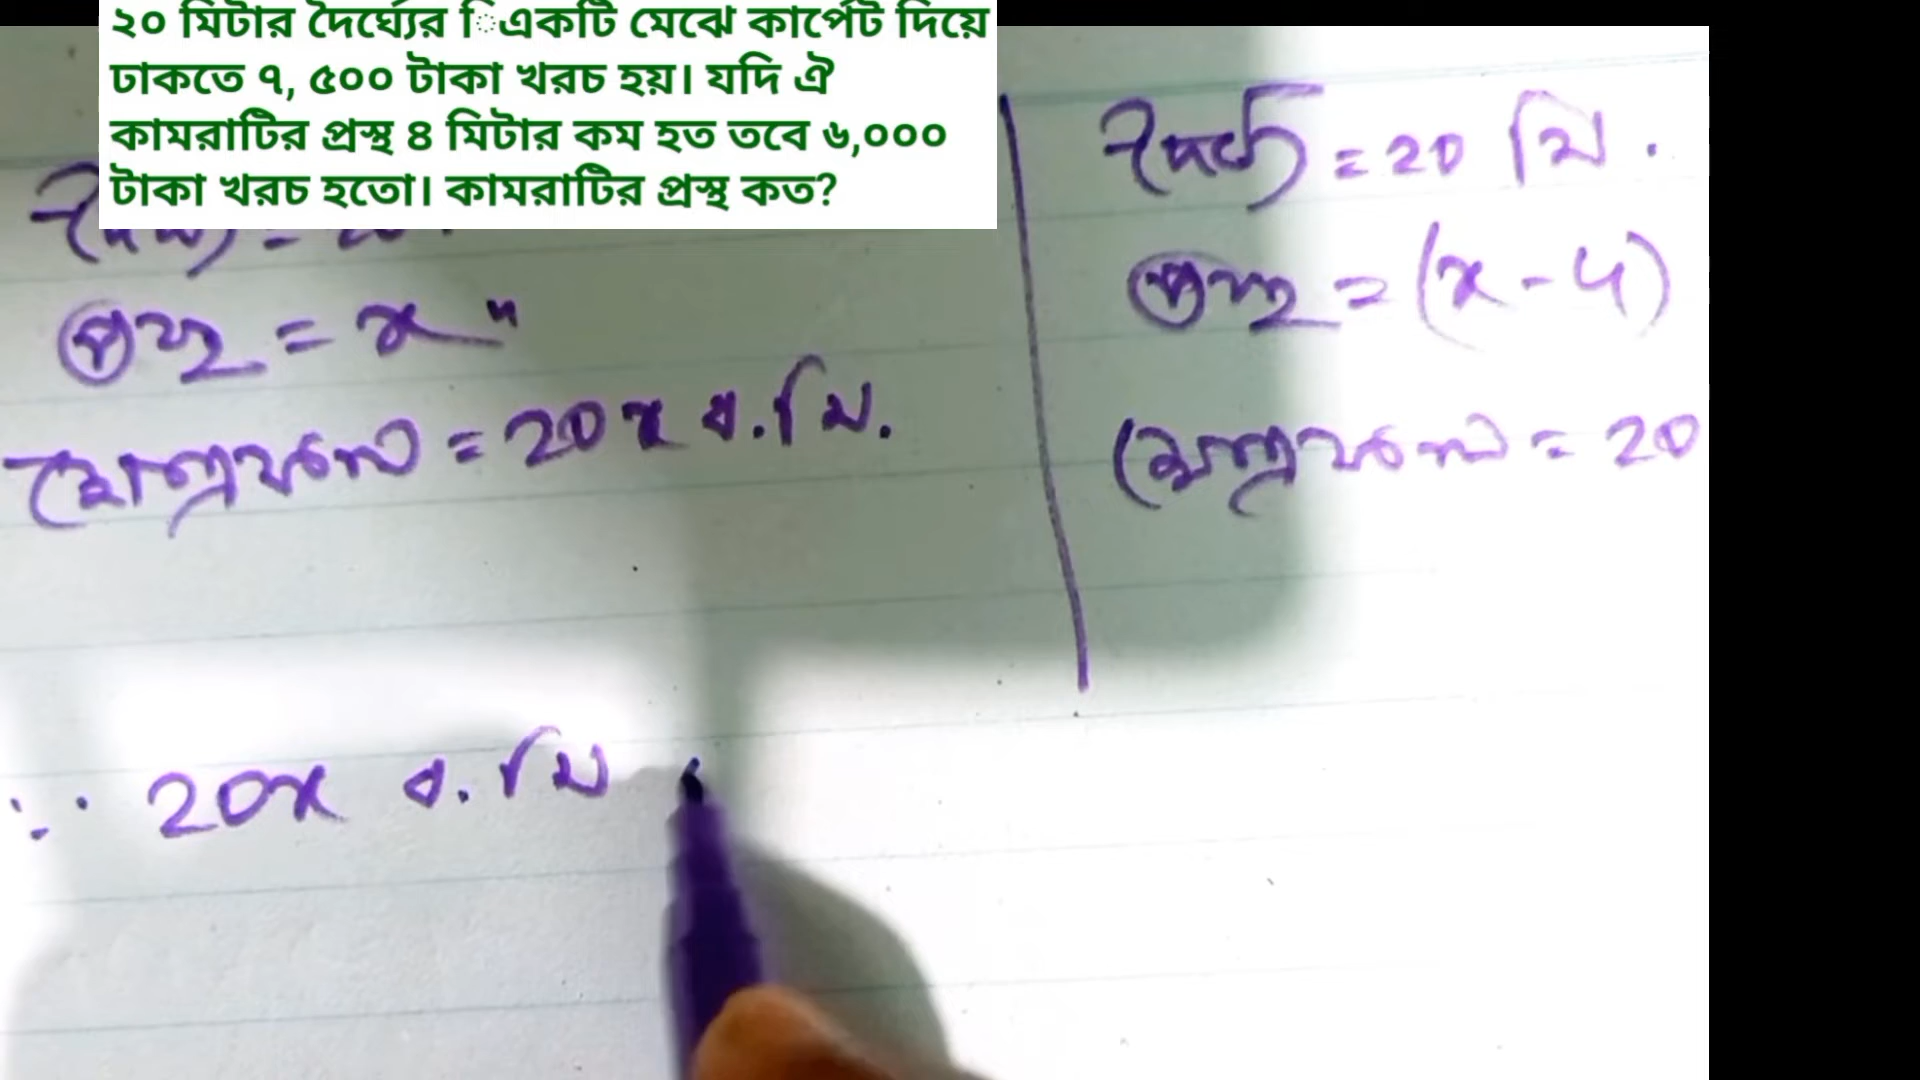 ২০ মিটার দৈর্ঘ্যের িএকটি মেঝে কার্পেট দিয়ে
ঢাকতে ৭, ৫০০ টাকা খরচ হয়। যদি ঐ
কামরাটির প্রস্থ ৪ মিটার কম হত তবে ৬,০০০
টাকা খরচ হতো। কামরাটির প্রস্থ কত?
প্রস্থ = x "
ক্ষেত্রফল = 20x ব.মি.
দৈর্ঘ্য = 20 মি.
প্রস্থ = (x - 4)
ক্ষেত্রফল = 20
∵ 20x ব.মি